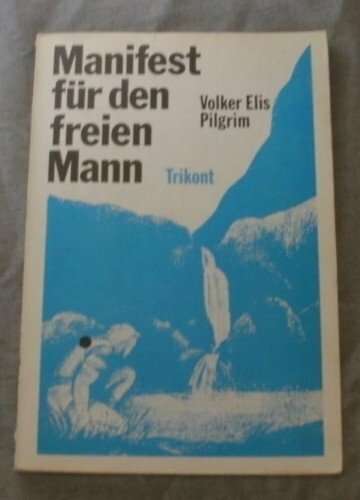 Manifest
für den
freien
Mann
Volker Elis
Pilgrim
Trikont